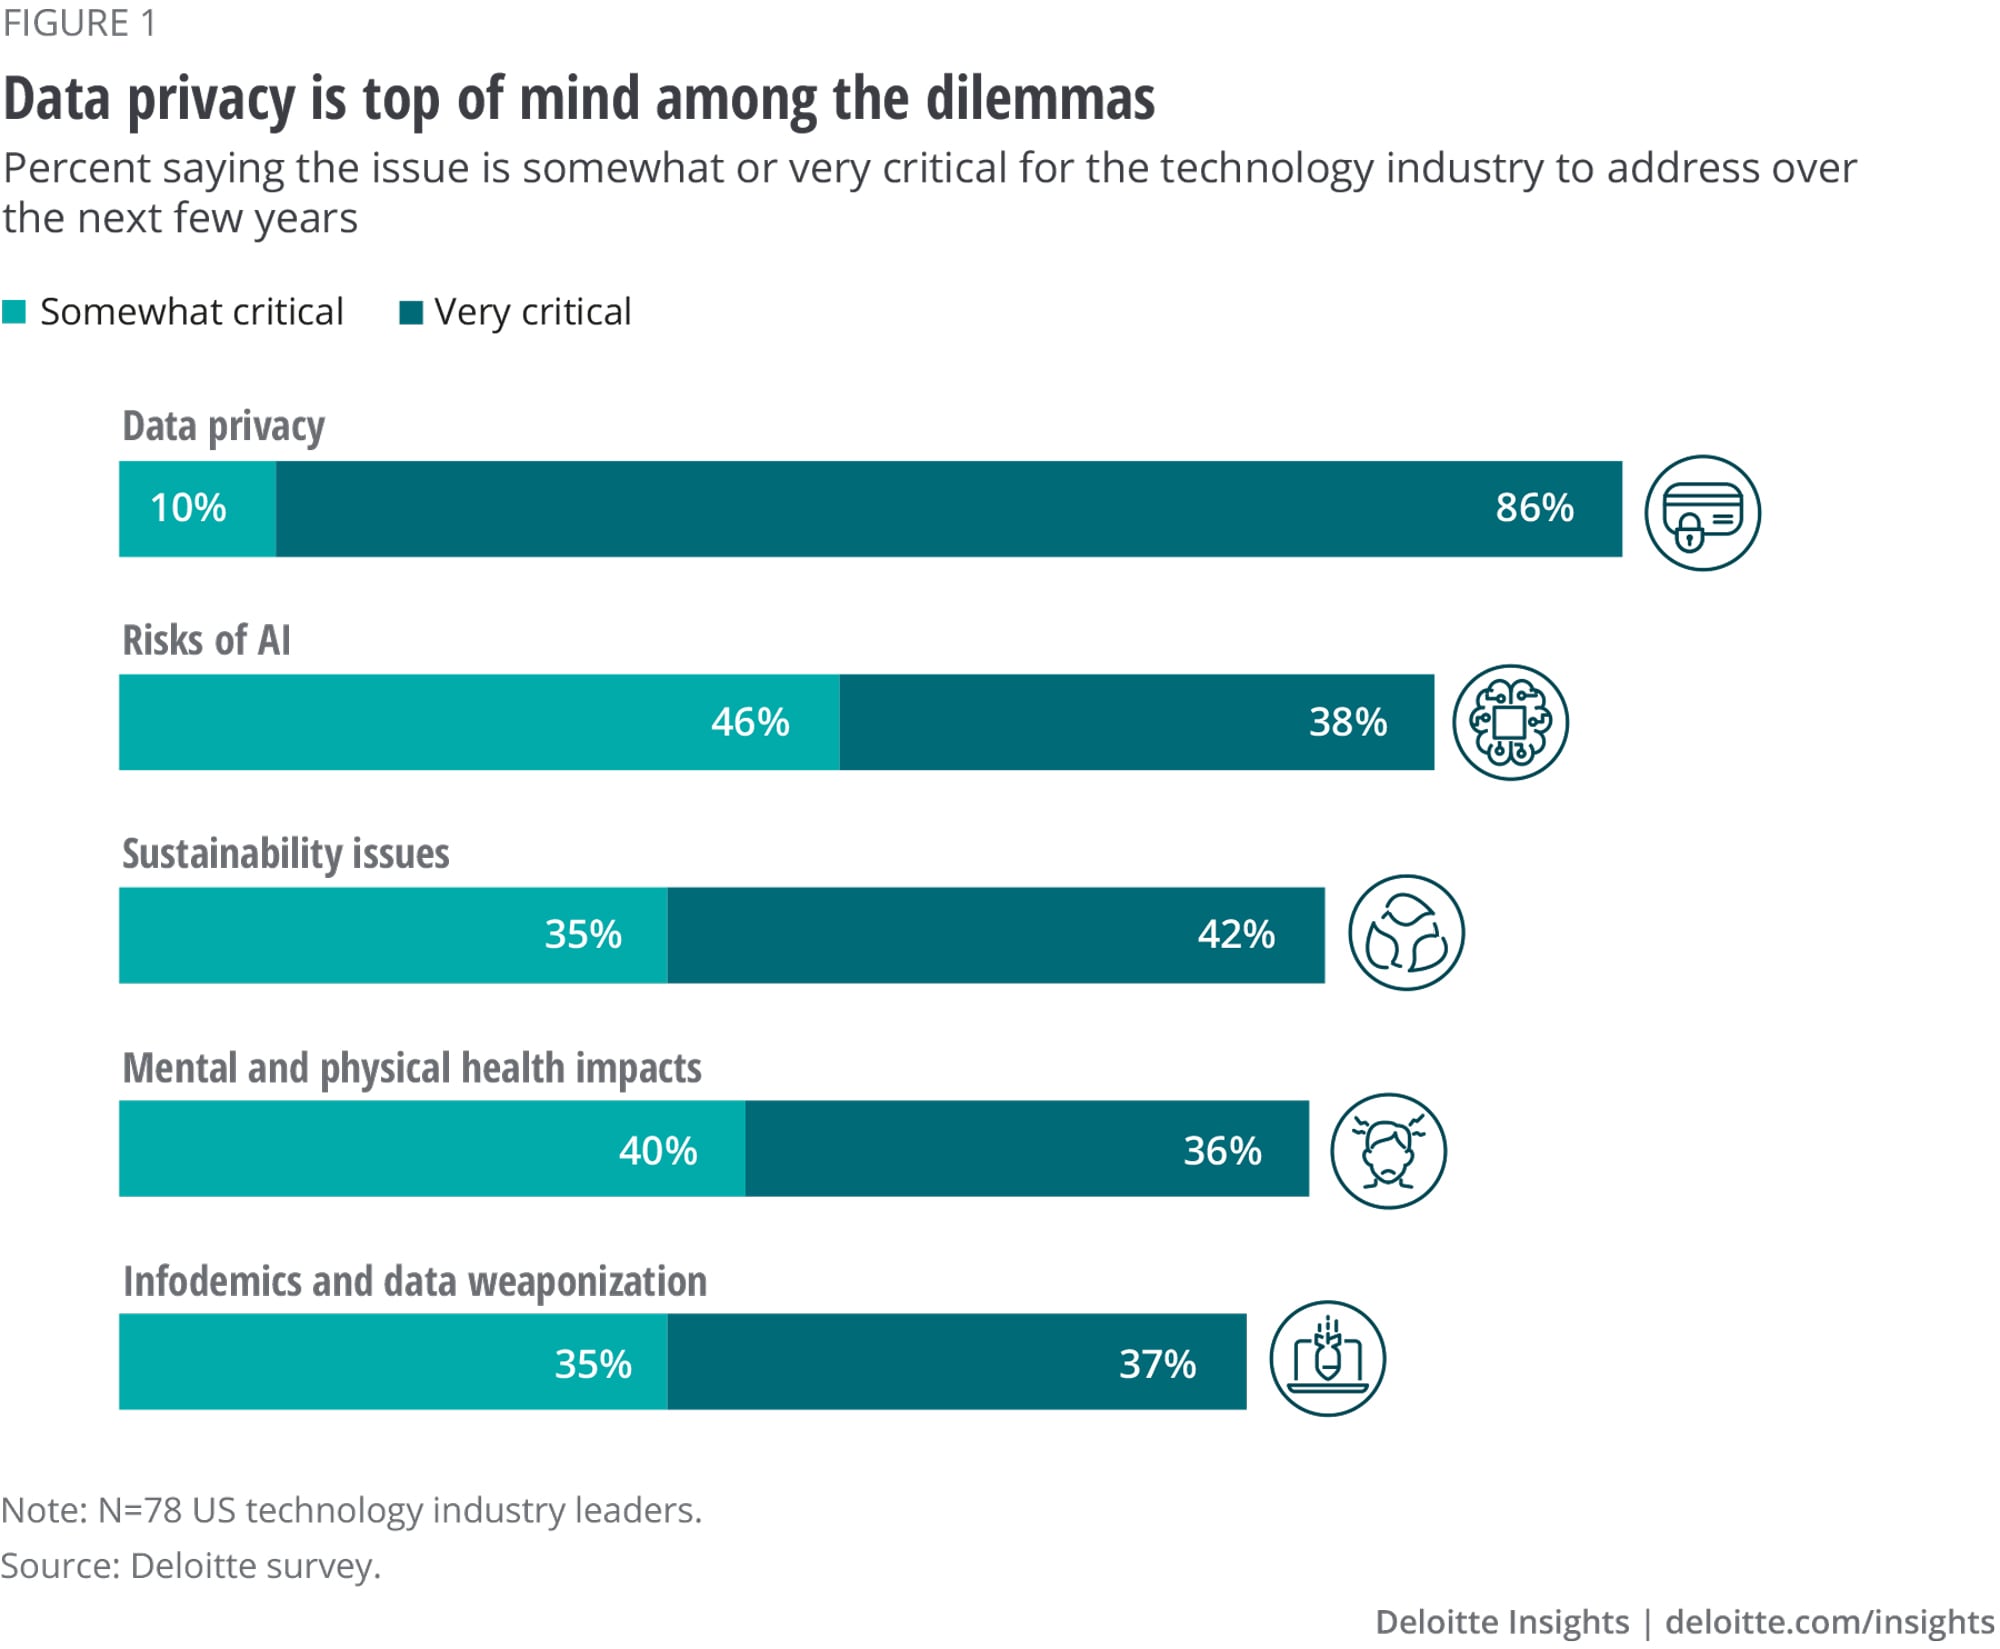 FIGURE 1
Data privacy is top of mind among the dilemmas
Percent saying the issue is somewhat or very critical for the technology industry to address over
the next few years
Somewhat critical Very critical
Data privacy
10% 86%
Risks of AI
46% 38%
Sustainability issues
35% 42%
Mental and physical health impacts
40% 36%
Infodemics and data weaponization
35% 37%
Note: N=78 US technology industry leaders.
Source: Deloitte survey.
Deloitte Insights | deloitte.com/insights